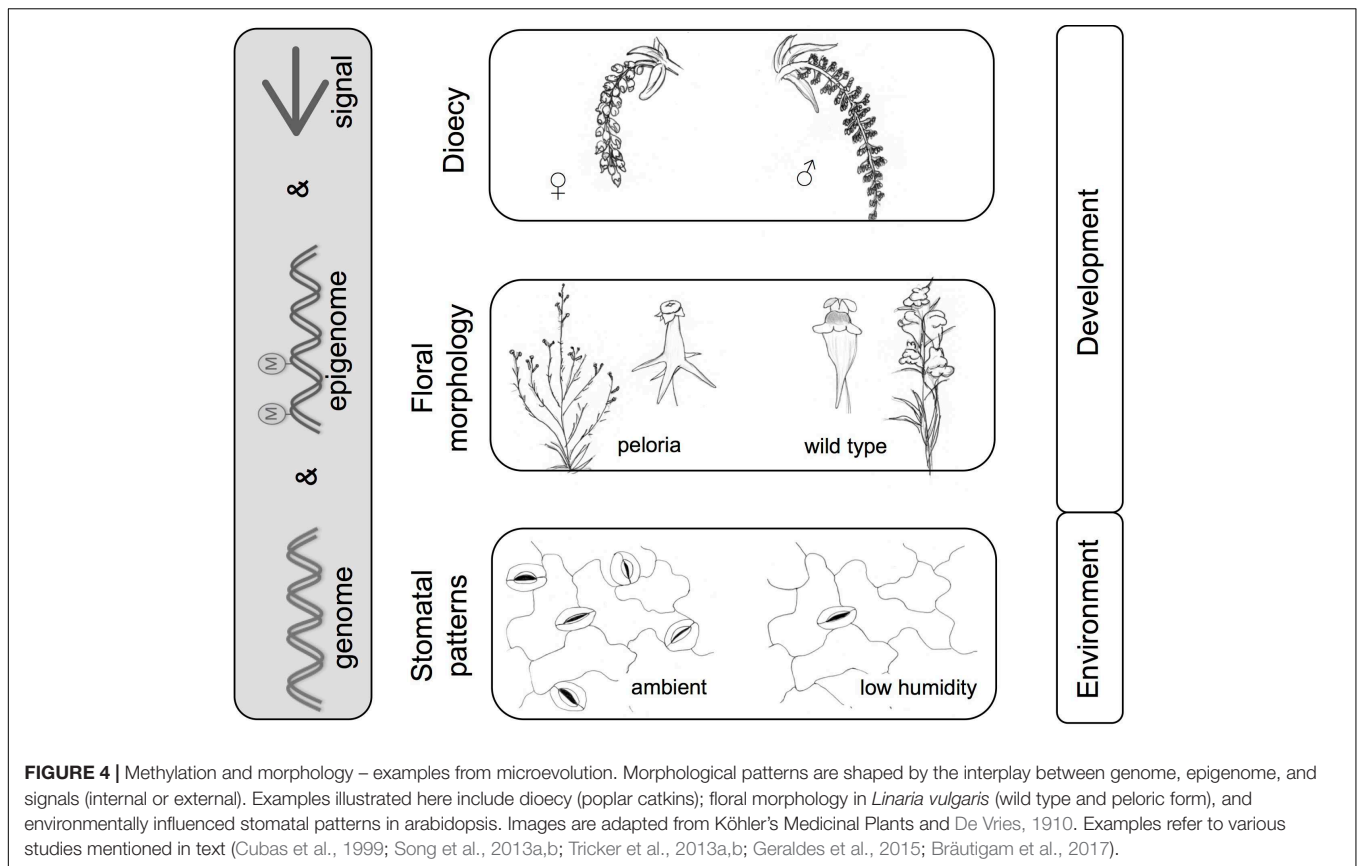 signal
&
epigenome
M
M
&
genome
Dioecy
♀
♂
Floral
morphology
peloria
wild type
Stomatal
patterns
ambient
low humidity
Development
Environment
FIGURE 4 | Methylation and morphology – examples from microevolution. Morphological patterns are shaped by the interplay between genome, epigenome, and
signals (internal or external). Examples illustrated here include dioecy (poplar catkins); floral morphology in Linaria vulgaris (wild type and peloric form), and
environmentally influenced stomatal patterns in arabidopsis. Images are adapted from Köhler's Medicinal Plants and De Vries, 1910. Examples refer to various
studies mentioned in text (Cubas et al., 1999; Song et al., 2013a,b; Tricker et al., 2013a,b; Geraldes et al., 2015; Bräutigam et al., 2017).